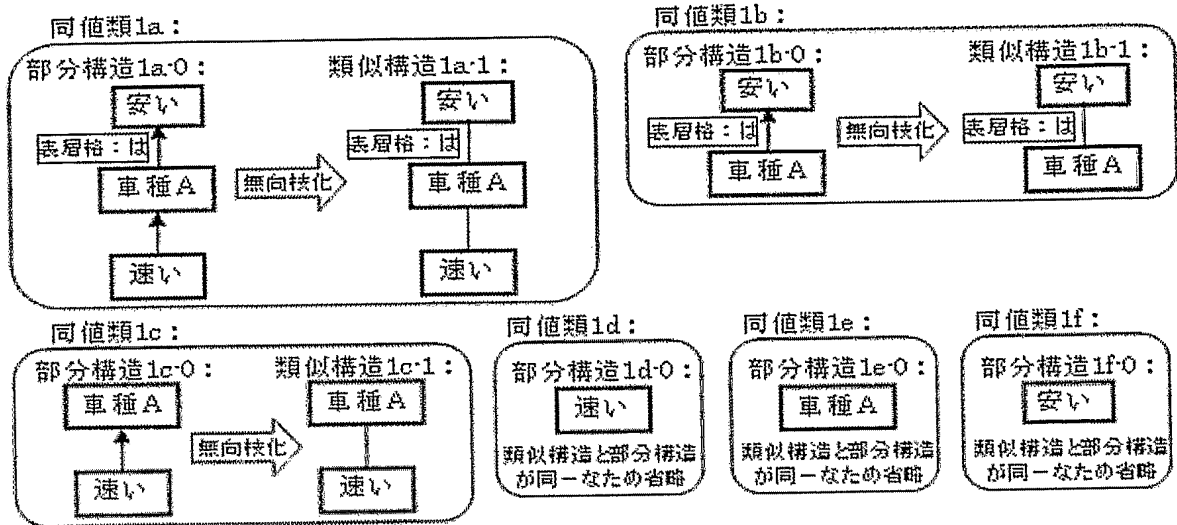 同値類1a:
部分構造1a-0:
類似構造1a-1:
安い
安い
表層格:は
表層格:は
車種A
無向枝化
車種A
速い
速い
同値類1b:
部分構造1b-0:
類似構造1b-1:
安い
安い
表層格:は
無向枝化
表層格:は
車種A
車種A
同値類1c:
部分構造1c-0:
類似構造1c-1:
車種A
車種A
無向枝化
速い
速い
同値類1d:
部分構造1d-0:
速い
類似構造と部分構造
が同一なため省略
同値類1e:
部分構造1e-0:
車種A
類似構造と部分構造
が同一なため省略
同値類1f:
部分構造1f-0:
安い
類似構造と部分構造
が同一なため省略